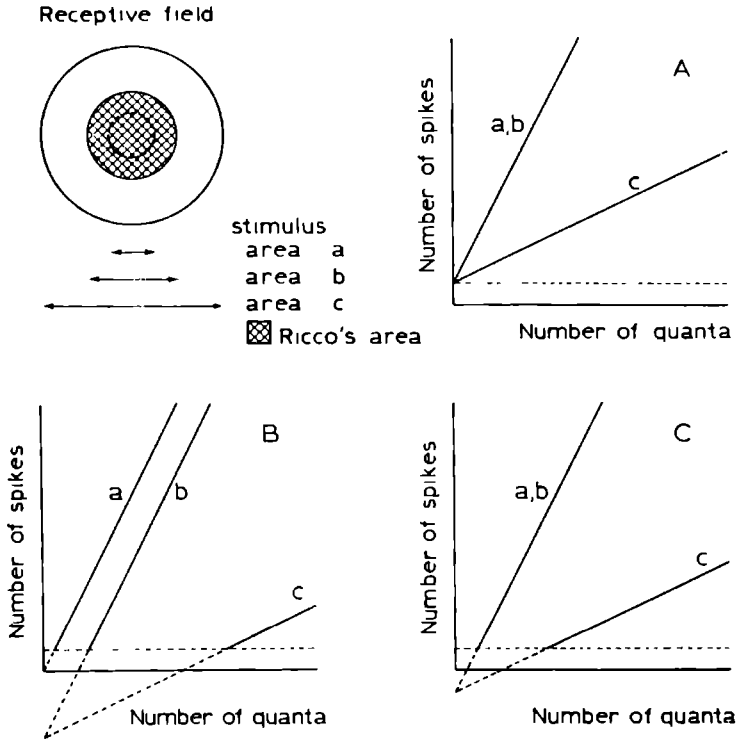 Receptive field
stimulus
area a
area b
area c
Ricco's area
A
Number of spikes
a,b
c
Number of quanta
B
Number of spikes
a
b
c
Number of quanta
C
Number of spikes
a,b
c
Number of quanta